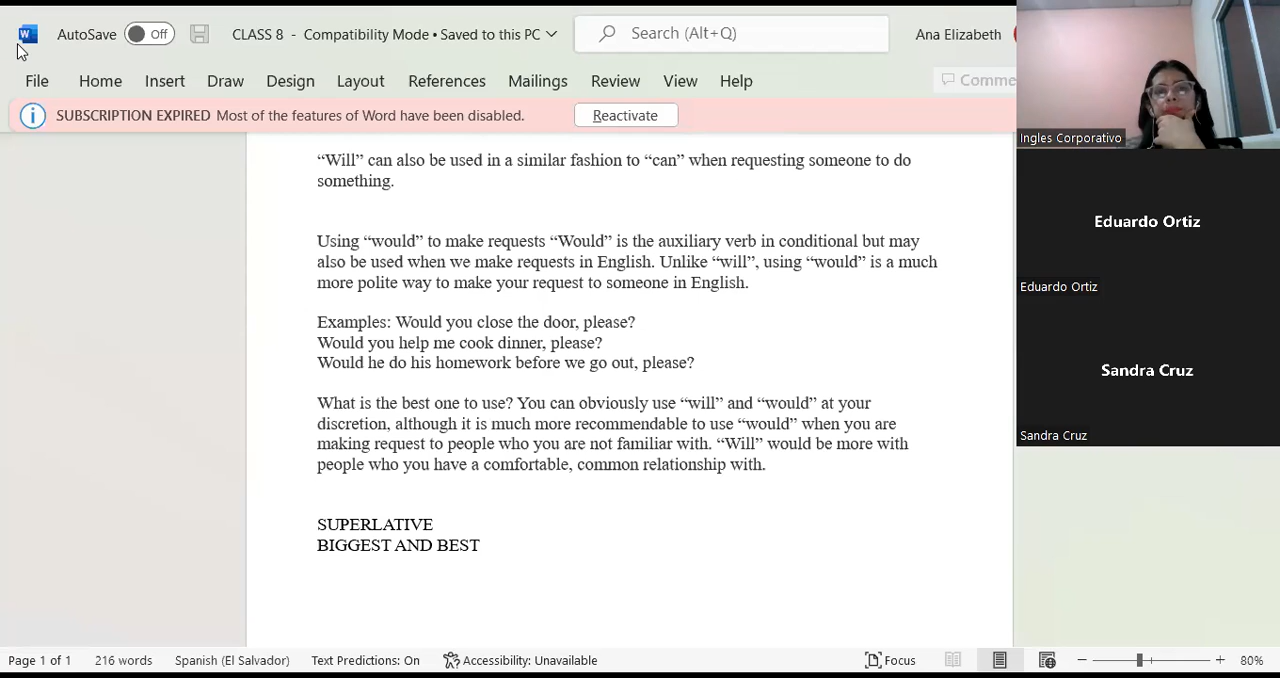 AutoSave Off CLASS 8 - Compatibility Mode • Saved to this PC Search (Alt+Q) Ana Elizabeth
File Home Insert Draw Design Layout References Mailings Review View Help
SUBSCRIPTION EXPIRED Most of the features of Word have been disabled. Reactivate
“Will” can also be used in a similar fashion to “can” when requesting someone to do
something.
Using “would” to make requests “Would” is the auxiliary verb in conditional but may
also be used when we make requests in English. Unlike “will”, using “would” is a much
more polite way to make your request to someone in English.
Examples: Would you close the door, please?
Would you help me cook dinner, please?
Would he do his homework before we go out, please?
What is the best one to use? You can obviously use “will” and “would” at your
discretion, although it is much more recommendable to use “would” when you are
making request to people who you are not familiar with. “Will” would be more with
people who you have a comfortable, common relationship with.
SUPERLATIVE
BIGGEST AND BEST
Page 1 of 1 216 words Spanish (El Salvador) Text Predictions: On Accessibility: Unavailable Focus 80%
Ingles Corporativo
Eduardo Ortiz
Eduardo Ortiz
Sandra Cruz
Sandra Cruz